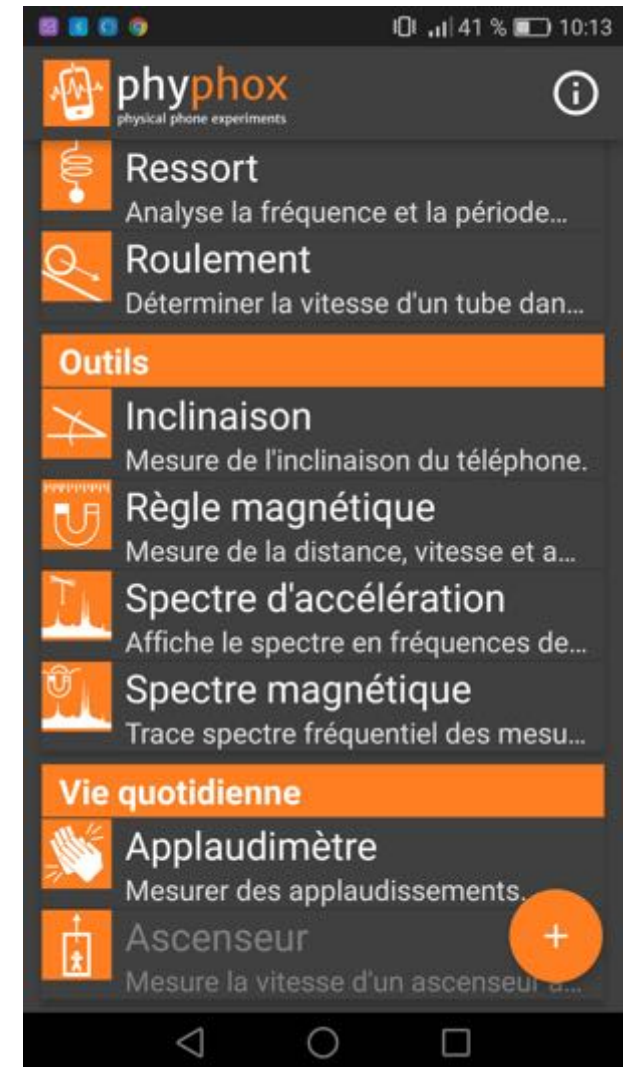 41 % 10:13
phyphox
physical phone experiments
Ressort
Analyse la fréquence et la période...
Roulement
Déterminer la vitesse d'un tube dan...
Outils
Inclinaison
Mesure de l'inclinaison du téléphone.
Règle magnétique
Mesure de la distance, vitesse et a...
Spectre d'accélération
Affiche le spectre en fréquences de...
Spectre magnétique
Trace spectre fréquentiel des mesu...
Vie quotidienne
Applaudimètre
Mesurer des applaudissements.
Ascenseur
Mesure la vitesse d'un ascenseur a...
+